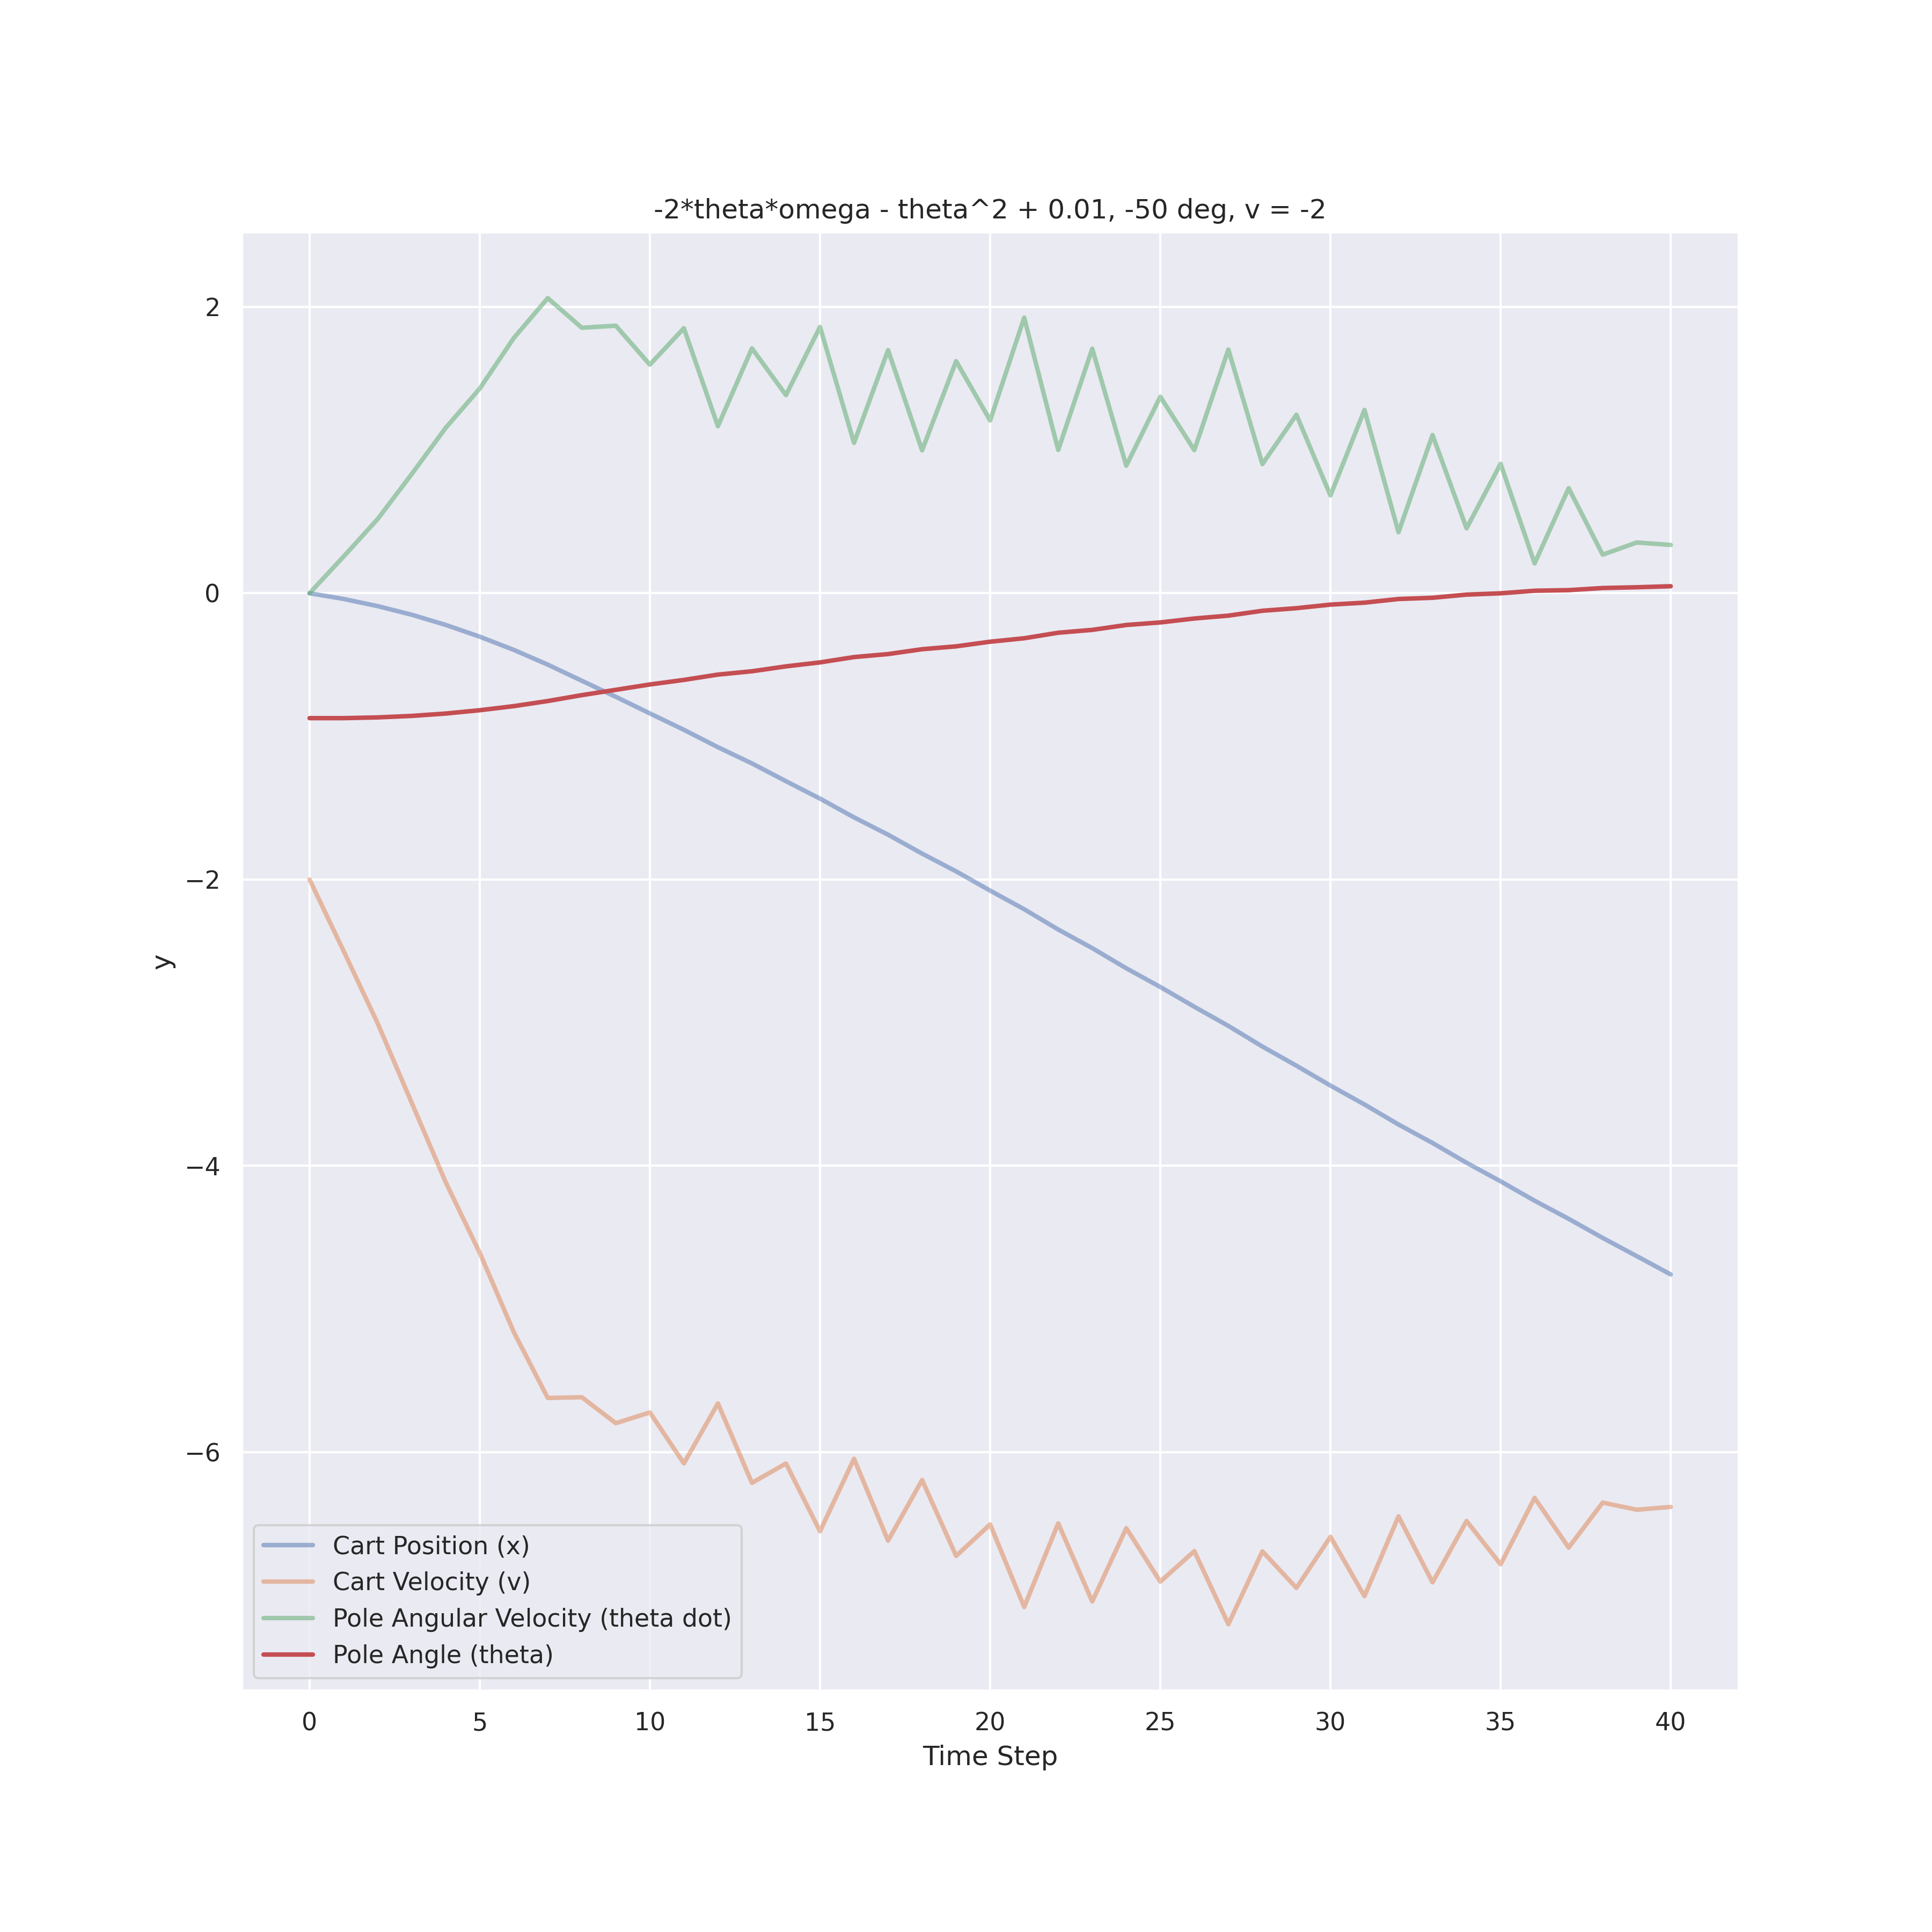 -2*theta*omega - theta^2 + 0.01, -50 deg, v = -2
2
0
−2
−4
−6
y
Cart Position (x)
Cart Velocity (v)
Pole Angular Velocity (theta dot)
Pole Angle (theta)
0 5 10 15 20 25 30 35 40
Time Step